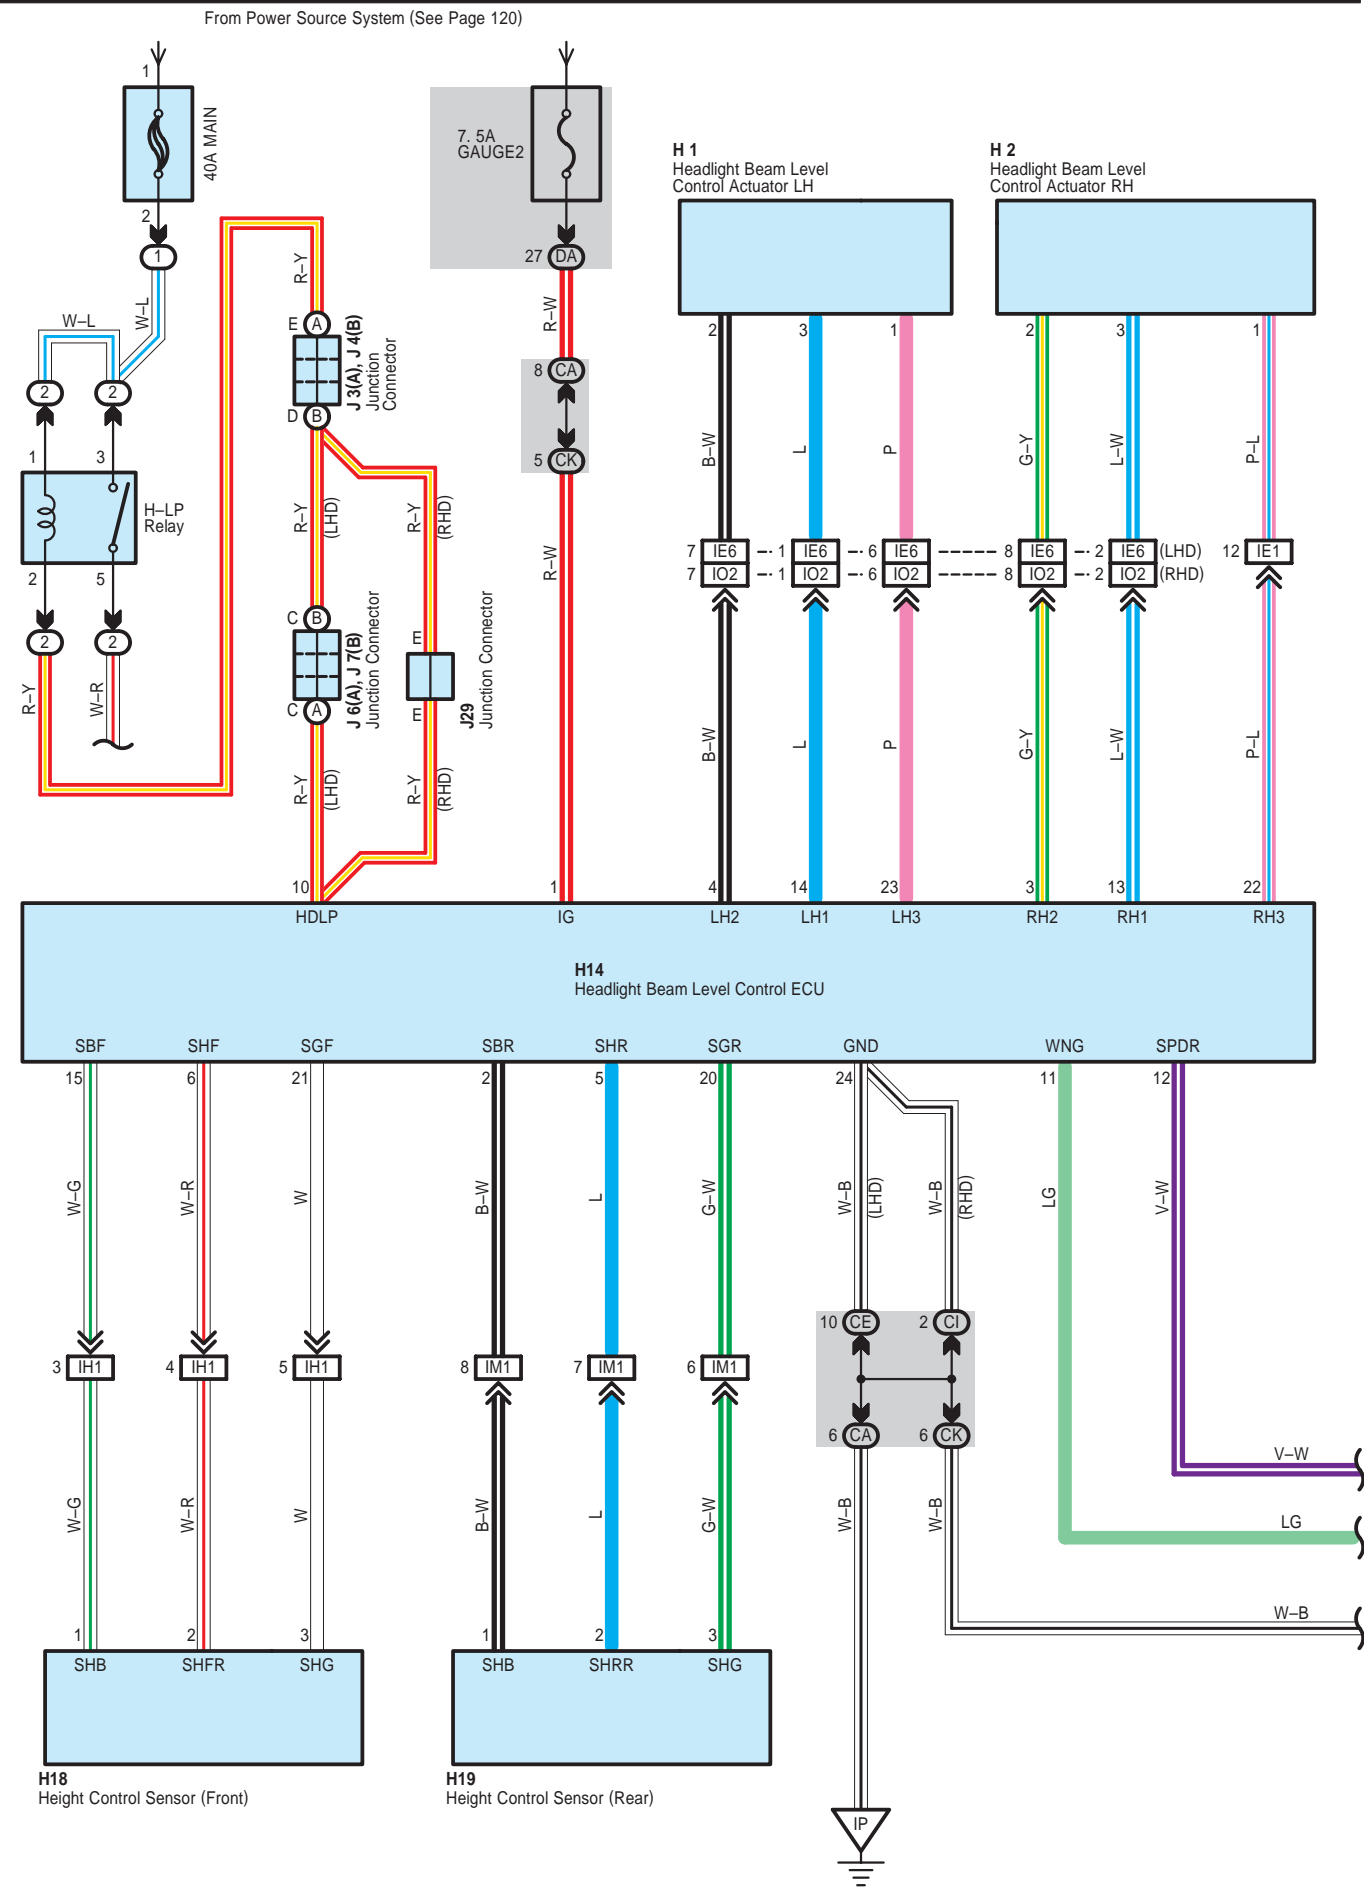 From Power Source System (See Page 120)
1
40A MAIN
2
1
W–L
W–L
2
2
1
3
H–LP
Relay
2
5
2
2
R–Y
W–R
R–Y
E
A
J 3(A), J 4(B)
Junction
Connector
D
B
R–Y
(LHD)
R–Y
(RHD)
C
B
J 6(A), J 7(B)
Junction Connector
C
A
E
E
J29
Junction Connector
R–Y
(LHD)
R–Y
(RHD)
7. 5A
GAUGE2
27
DA
R–W
8
CA
5
CK
R–W
H 1
Headlight Beam Level
Control Actuator LH
H 2
Headlight Beam Level
Control Actuator RH
2
3
1
2
3
1
B–W
L
P
G–Y
L–W
P–L
7
IE6
1
IE6
6
IE6
8
IE6
2
IE6
(LHD)
12
IE1
7
IO2
1
IO2
6
IO2
8
IO2
2
IO2
(RHD)
B–W
L
P
G–Y
L–W
P–L
10
1
4
14
23
3
13
22
HDLP
IG
LH2
LH1
LH3
RH2
RH1
RH3
H14
Headlight Beam Level Control ECU
SBF
SHF
SGF
SBR
SHR
SGR
GND
WNG
SPDR
15
6
21
2
5
20
24
11
12
W–G
W–R
W
B–W
L
G–W
W–B
(LHD)
W–B
(RHD)
LG
V–W
10
CE
2
CI
3
IH1
4
IH1
5
IH1
8
IM1
7
IM1
6
IM1
6
CA
6
CK
V–W
W–G
W–R
W
B–W
L
G–W
W–B
W–B
LG
W–B
1
2
3
1
2
3
SHB
SHFR
SHG
SHB
SHRR
SHG
H18
Height Control Sensor (Front)
H19
Height Control Sensor (Rear)
IP